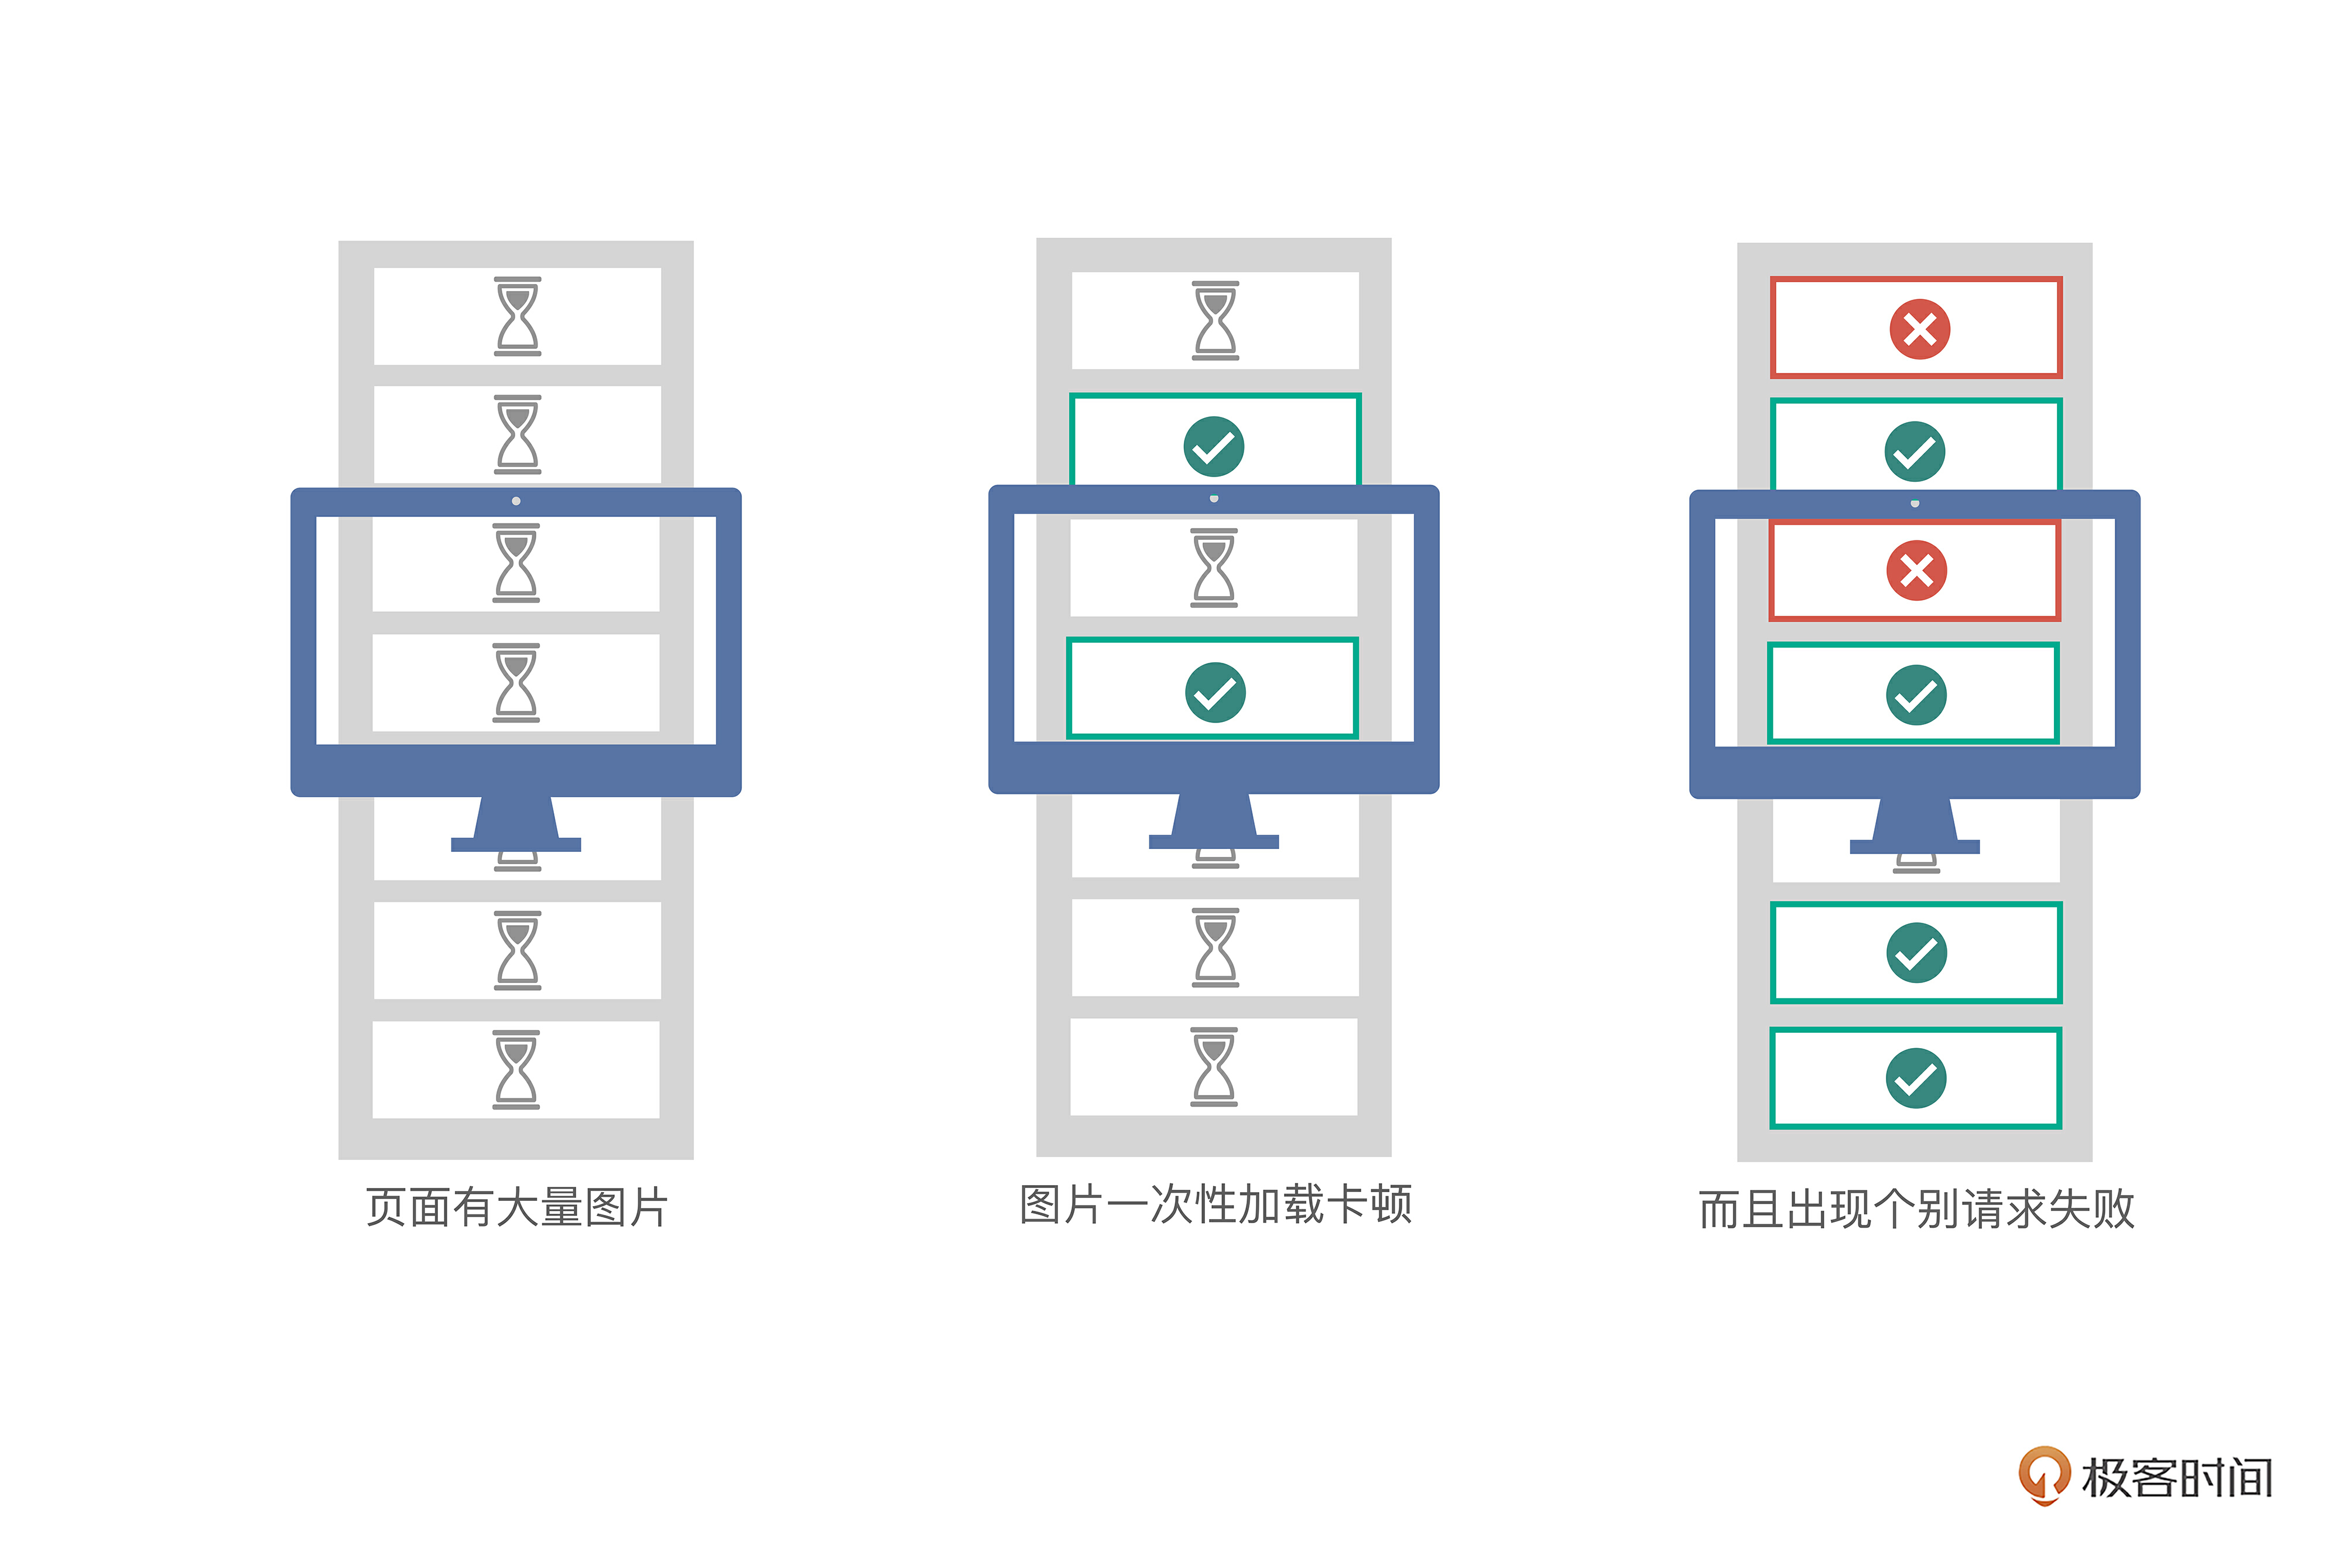 页面有大量图片
图片一次性加载卡顿
而且出现个别请求失败
极客时间